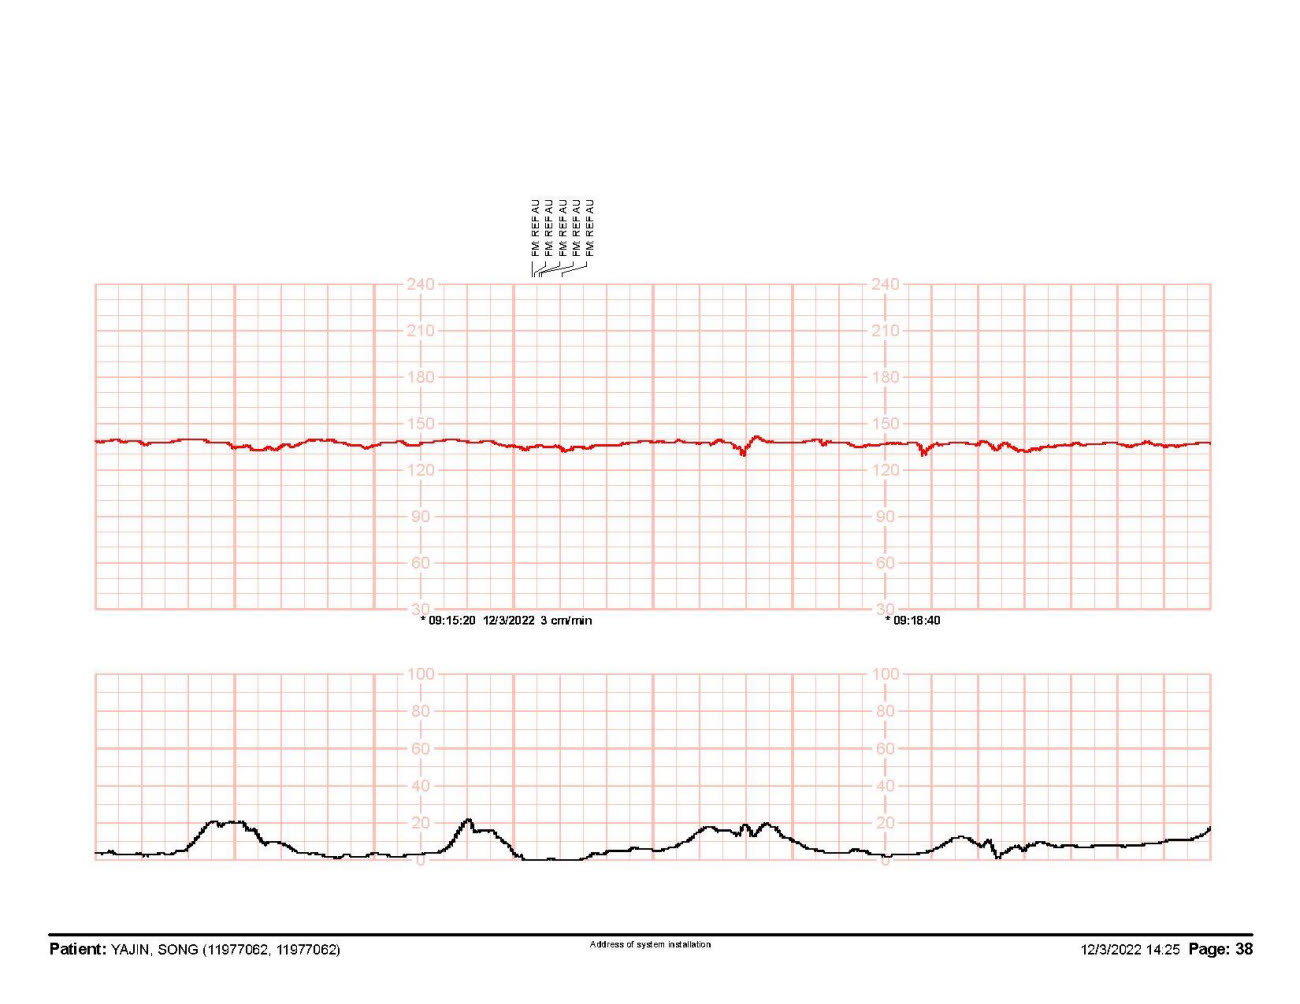 FM: REF AU
FM: REF AU
FM: REF AU
FM: REF AU
FM: REF AU
240 240
210 210
180 180
150 150
120 120
90 90
60 60
30 30
* 09:15:20 12/3/2022 3 cm/min * 09:18:40
100 100
80 80
60 60
40 40
20 20
0 0
Patient: YAJIN, SONG (11977062, 11977062) Address of system installation 12/3/2022 14:25 Page: 38